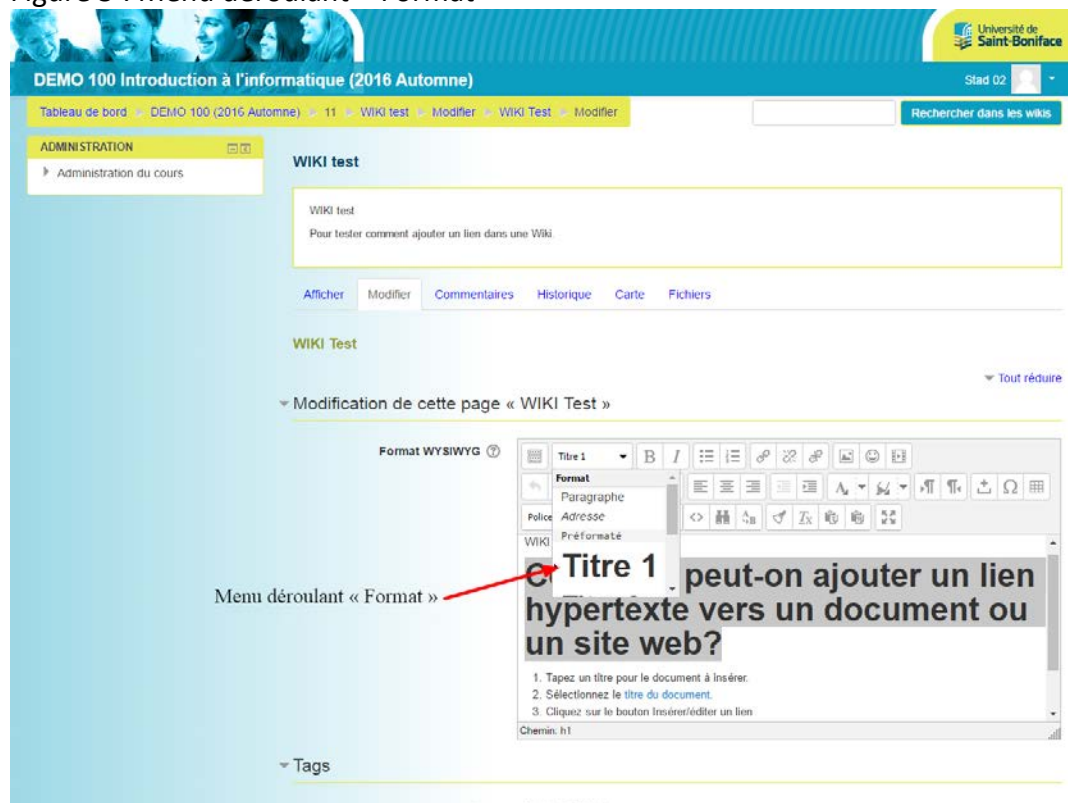 Figure 3 : Menu déroulant « Format »
Université de
Saint-Boniface
DEMO 100 Introduction à l'informatique (2016 Automne)
Stad 02
Tableau de bord DEMO 100 (2016 Automne) 11 WIKI test Modifier WIKI Test Modifier
Rechercher dans les wikis
ADMINISTRATION
Administration du cours
WIKI test
WIKI test
Pour tester comment ajouter un lien dans une Wiki.
Afficher Modifier Commentaires Historique Carte Fichiers
WIKI Test
Tout réduire
Modification de cette page « WIKI Test »
Format WYSIWYG
Titre 1
Format
Paragraphe
Police Adresse
Préformaté
WIKI
Titre 1
peut-on ajouter un lien
hypertexte vers un document ou
un site web?
Menu déroulant « Format »
1. Tapez un titre pour le document à insérer.
2. Sélectionnez le titre du document.
3. Cliquez sur le bouton Insérer/éditer un lien
Chemin: h1
Tags